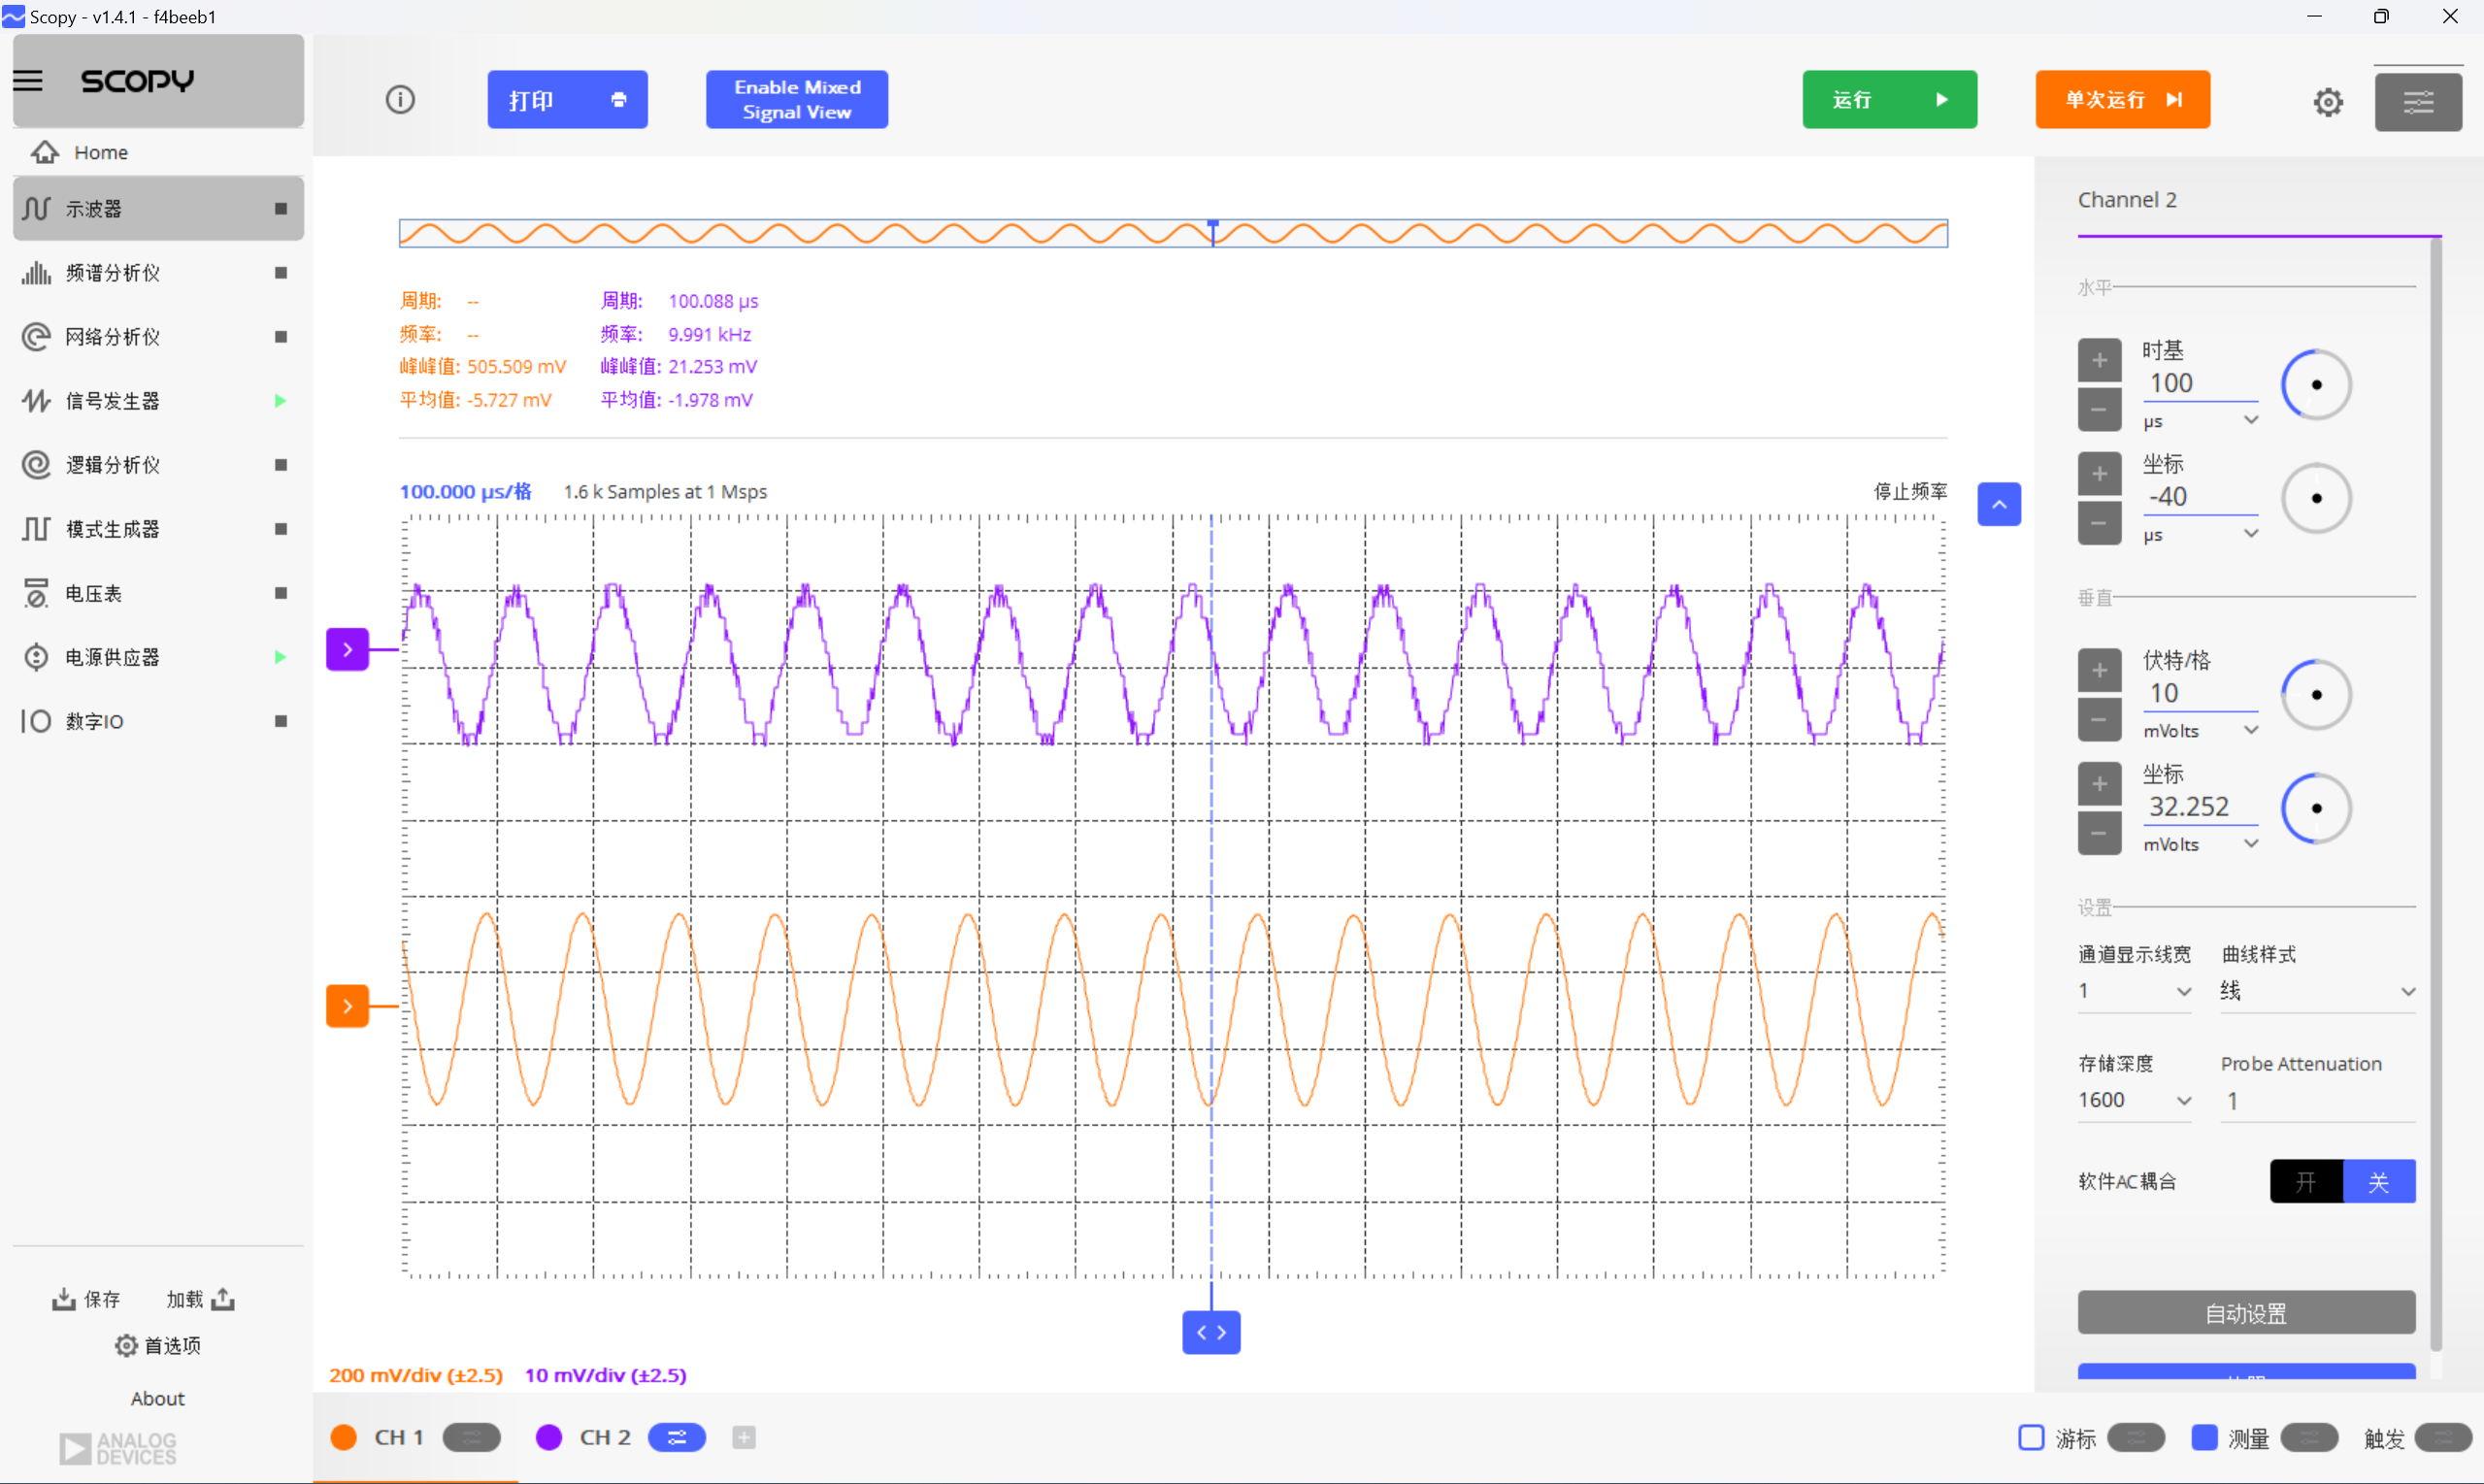 Scopy - v1.4.1 - f4beeb1
SCOPY
Home
示波器
频谱分析仪
网络分析仪
信号发生器
逻辑分析仪
模式生成器
电压表
电源供应器
数字IO
保存 加载
首选项
About
ANALOG
DEVICES
打印
Enable Mixed
Signal View
运行
单次运行
周期: -- 周期: 100.088 µs
频率: -- 频率: 9.991 kHz
峰峰值: 505.509 mV 峰峰值: 21.253 mV
平均值: -5.727 mV 平均值: -1.978 mV
100.000 µs/格 1.6 k Samples at 1 Msps 停止频率
200 mV/div (±2.5) 10 mV/div (±2.5)
CH 1 CH 2
Channel 2
水平
时基
100
µs
坐标
-40
µs
垂直
伏特/格
10
mVolts
坐标
32.252
mVolts
设置
通道显示线宽 曲线样式
1 线
存储深度 Probe Attenuation
1600 1
软件AC耦合 开 关
自动设置
游标 测量 触发